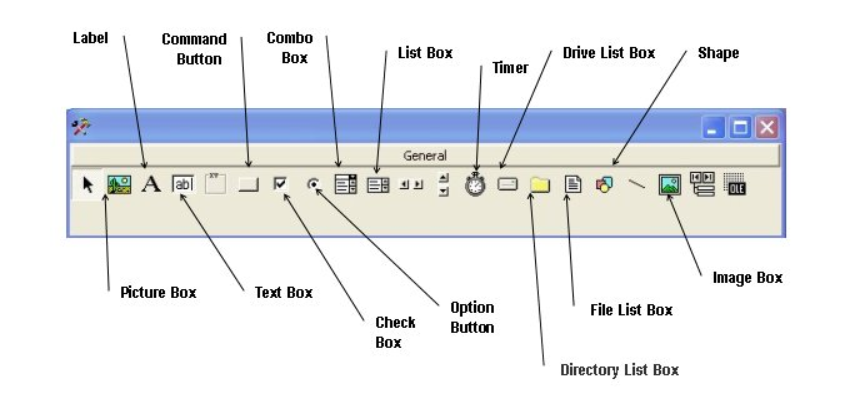 Label
Command
Button
Combo
Box
List Box
Timer
Drive List Box
Shape
General
A
ab
XY
OLE
Picture Box
Text Box
Check
Box
Option
Button
File List Box
Image Box
Directory List Box